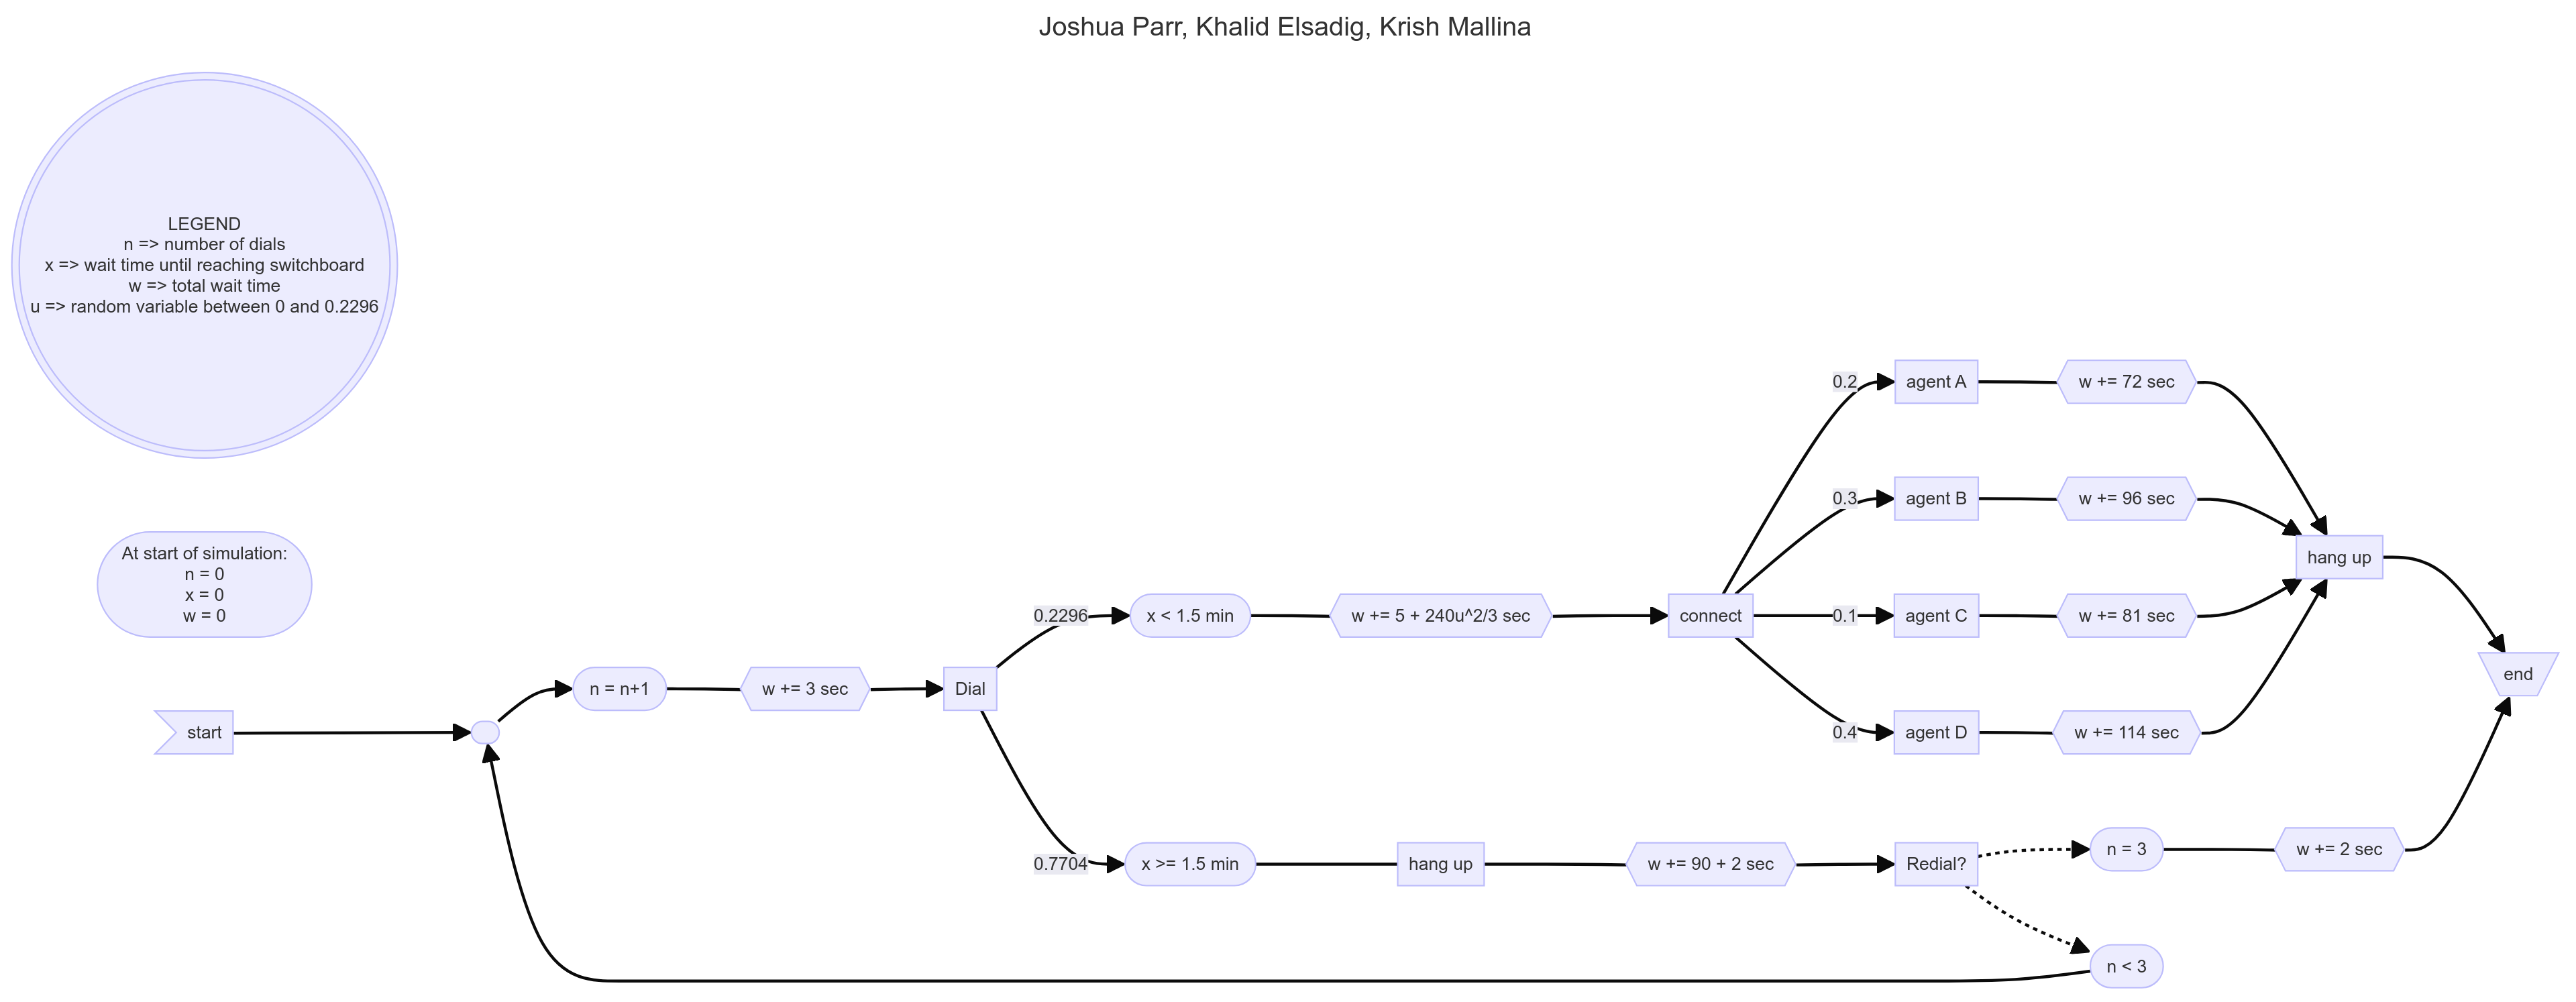 Joshua Parr, Khalid Elsadig, Krish Mallina
LEGEND
n => number of dials
x => wait time until reaching switchboard
w => total wait time
u => random variable between 0 and 0.2296
At start of simulation:
n = 0
x = 0
w = 0
start
n = n+1
w += 3 sec
Dial
0.2296
x < 1.5 min
w += 5 + 240u^2/3 sec
connect
0.2
agent A
w += 72 sec
0.3
agent B
w += 96 sec
0.1
agent C
w += 81 sec
0.4
agent D
w += 114 sec
hang up
end
0.7704
x >= 1.5 min
hang up
w += 90 + 2 sec
Redial?
n = 3
w += 2 sec
n < 3